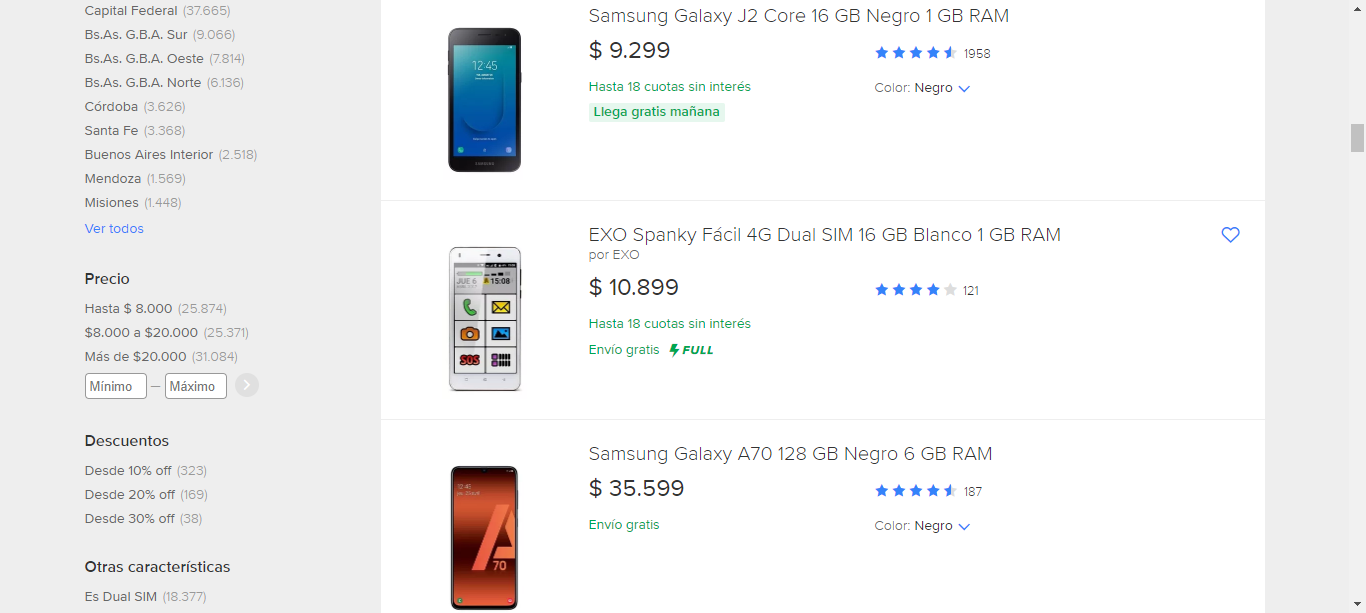 Capital Federal (37.665)
Bs.As. G.B.A. Sur (9.066)
Bs.As. G.B.A. Oeste (7.814)
Bs.As. G.B.A. Norte (6.136)
Córdoba (3.626)
Santa Fe (3.368)
Buenos Aires Interior (2.518)
Mendoza (1.569)
Misiones (1.448)
Ver todos
Precio
Hasta $ 8.000 (25.874)
$8.000 a $20.000 (25.371)
Más de $20.000 (31.084)
Mínimo – Máximo
Descuentos
Desde 10% off (323)
Desde 20% off (169)
Desde 30% off (38)
Otras características
Es Dual SIM (18.377)
12:45
SAMSUNG
Samsung Galaxy J2 Core 16 GB Negro 1 GB RAM
$ 9.299
1958
Hasta 18 cuotas sin interés
Color: Negro
Llega gratis mañana
JUE 6
15:08
SOS
EXO Spanky Fácil 4G Dual SIM 16 GB Blanco 1 GB RAM
por EXO
$ 10.899
121
Hasta 18 cuotas sin interés
Envío gratis FULL
12:45
A
70
Samsung Galaxy A70 128 GB Negro 6 GB RAM
$ 35.599
187
Envío gratis
Color: Negro